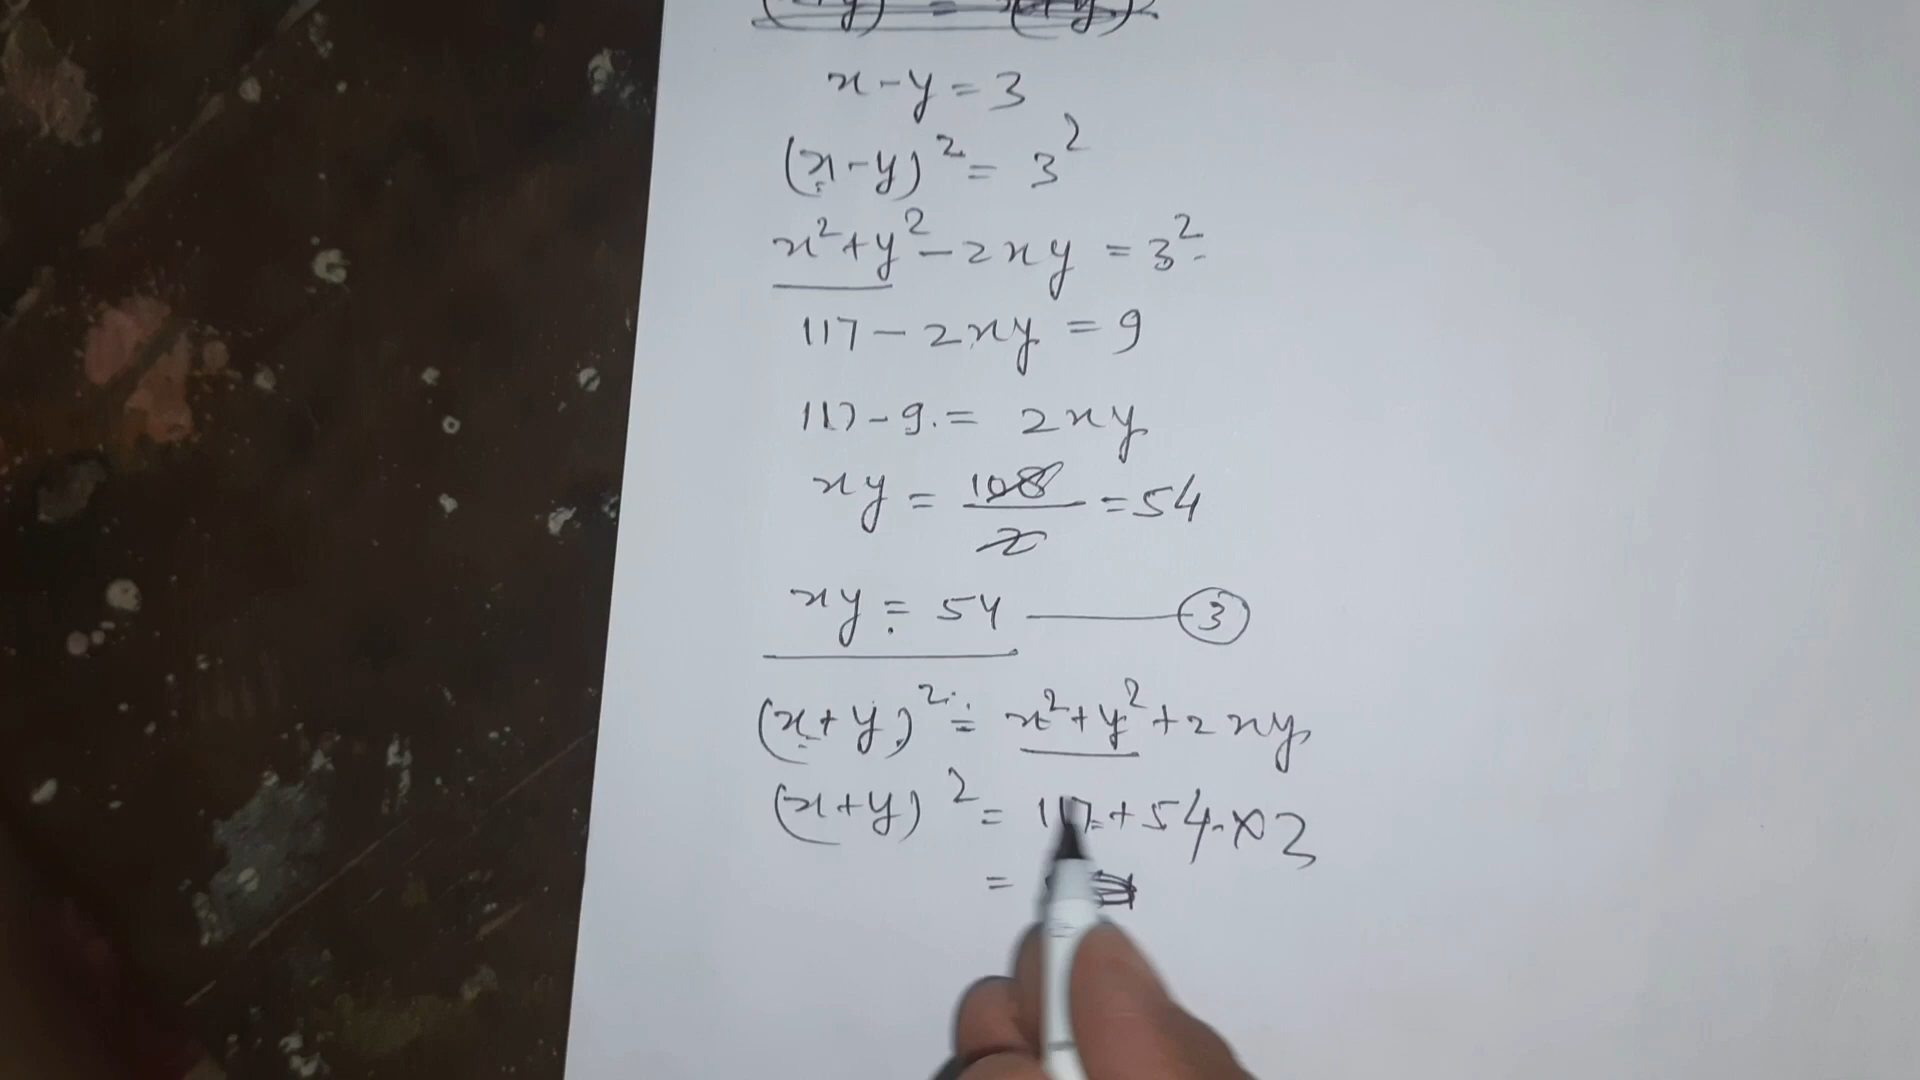 x-y=3
(x-y)²= 3²
x²+y²-2xy = 3²
117-2xy = 9
117-9.= 2xy
xy = 108/2 =54
xy = 54 — ③
(x+y)² = x²+y²+2xy
(x+y)² = 117+54×2
=